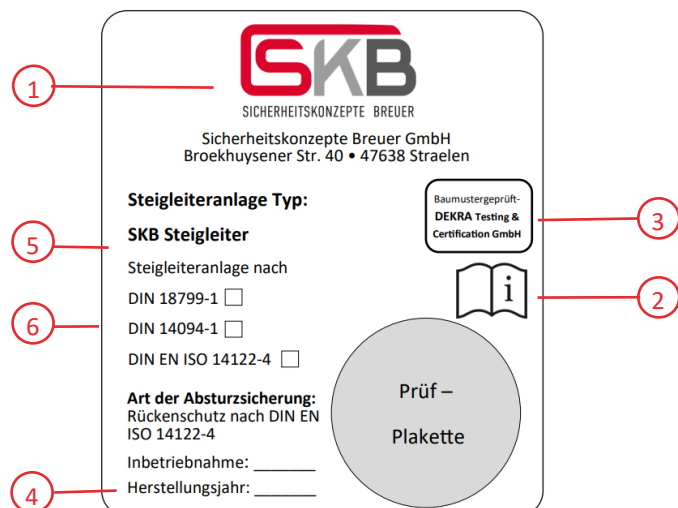 1
SKB
SICHERHEITSKONZEPTE BREUER
Sicherheitskonzepte Breuer GmbH
Broekhuysener Str. 40 • 47638 Straelen
Steigleiteranlage Typ:
Baumustergeprüft-
DEKRA Testing &
Certification GmbH
3
SKB Steigleiter
5
Steigleiteranlage nach
i
2
DIN 18799-1
6
DIN 14094-1
DIN EN ISO 14122-4
Art der Absturzsicherung:
Rückenschutz nach DIN EN
ISO 14122-4
Prüf –
Plakette
Inbetriebnahme: _______
4
Herstellungsjahr: _______